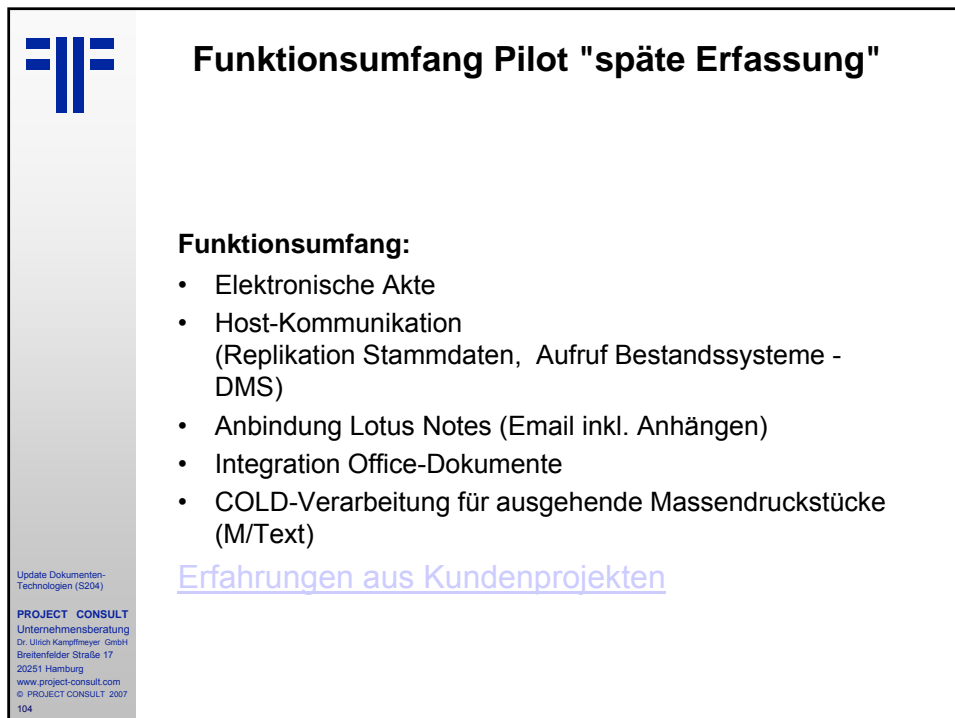 Funktionsumfang Pilot "späte Erfassung"
Funktionsumfang:
• Elektronische Akte
• Host-Kommunikation
(Replikation Stammdaten, Aufruf Bestandssysteme -
DMS)
• Anbindung Lotus Notes (Email inkl. Anhängen)
• Integration Office-Dokumente
• COLD-Verarbeitung für ausgehende Massendruckstücke
(M/Text)
Erfahrungen aus Kundenprojekten
Update Dokumenten-
Technologien (S204)
PROJECT CONSULT
Unternehmensberatung
Dr. Ulrich Kampffmeyer GmbH
Breitenfelder Straße 17
20251 Hamburg
www.project-consult.com
© PROJECT CONSULT 2007
104